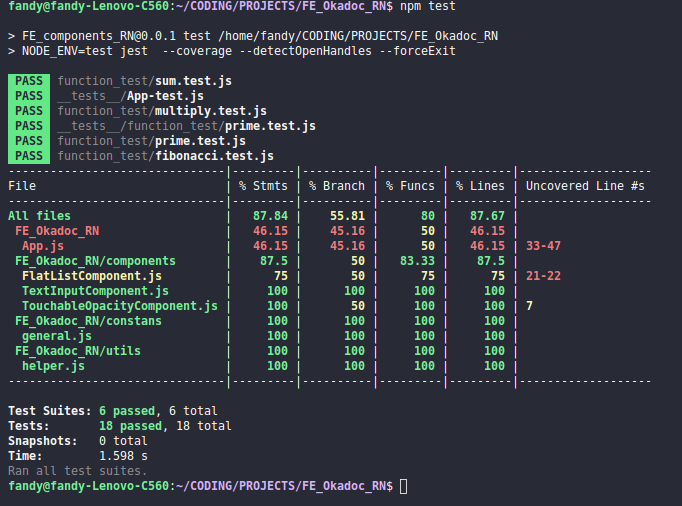 fandy@fandy-Lenovo-C560:~/CODING/PROJECTS/FE_Okadoc_RN$ npm test
> FE_components_RN@0.0.1 test /home/fandy/CODING/PROJECTS/FE_Okadoc_RN
> NODE_ENV=test jest  --coverage --detectOpenHandles --forceExit
PASS function_test/sum.test.js
PASS __tests__/App-test.js
PASS function_test/multiply.test.js
PASS __tests__/function_test/prime.test.js
PASS function_test/prime.test.js
PASS function_test/fibonacci.test.js
--------------------------------|---------|----------|---------|---------|-------------------
File                            | % Stmts | % Branch | % Funcs | % Lines | Uncovered Line #s
--------------------------------|---------|----------|---------|---------|-------------------
All files                       |   87.84 |    55.81 |      80 |   87.67 |
 FE_Okadoc_RN                   |   46.15 |    45.16 |      50 |   46.15 |
  App.js                        |   46.15 |    45.16 |      50 |   46.15 | 33-47
 FE_Okadoc_RN/components        |    87.5 |       50 |   83.33 |    87.5 |
  FlatListComponent.js          |      75 |       50 |      75 |      75 | 21-22
  TextInputComponent.js         |     100 |      100 |     100 |     100 |
  TouchableOpacityComponent.js  |     100 |       50 |     100 |     100 | 7
 FE_Okadoc_RN/constans          |     100 |      100 |     100 |     100 |
  general.js                    |     100 |      100 |     100 |     100 |
 FE_Okadoc_RN/utils             |     100 |      100 |     100 |     100 |
  helper.js                     |     100 |      100 |     100 |     100 |
--------------------------------|---------|----------|---------|---------|-------------------
Test Suites: 6 passed, 6 total
Tests:       18 passed, 18 total
Snapshots:   0 total
Time:        1.598 s
Ran all test suites.
fandy@fandy-Lenovo-C560:~/CODING/PROJECTS/FE_Okadoc_RN$